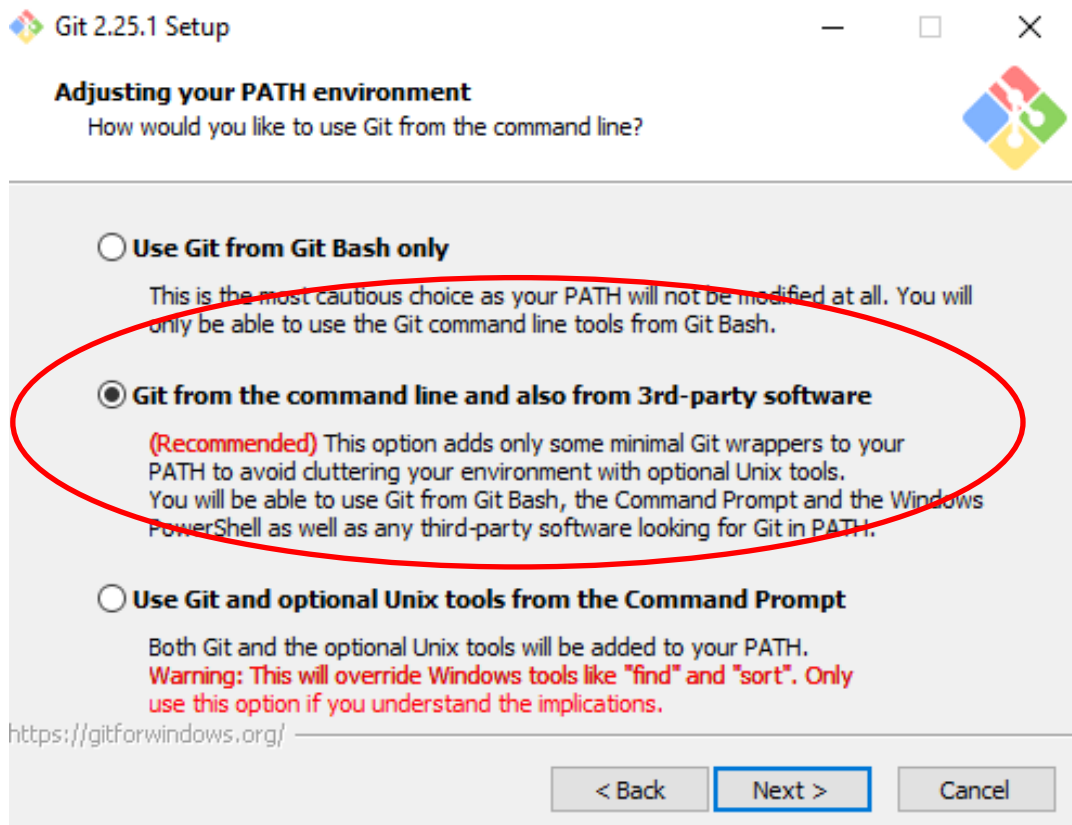 Git 2.25.1 Setup
Adjusting your PATH environment
How would you like to use Git from the command line?
Use Git from Git Bash only
This is the most cautious choice as your PATH will not be modified at all. You will
only be able to use the Git command line tools from Git Bash.
Git from the command line and also from 3rd-party software
(Recommended) This option adds only some minimal Git wrappers to your
PATH to avoid cluttering your environment with optional Unix tools.
You will be able to use Git from Git Bash, the Command Prompt and the Windows
PowerShell as well as any third-party software looking for Git in PATH.
Use Git and optional Unix tools from the Command Prompt
Both Git and the optional Unix tools will be added to your PATH.
Warning: This will override Windows tools like "find" and "sort". Only
use this option if you understand the implications.
https://gitforwindows.org/
< Back
Next >
Cancel